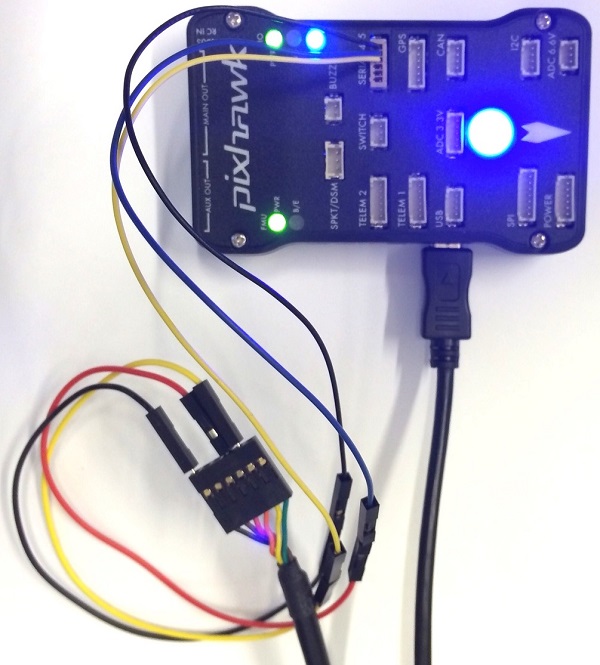 pixhawk
RC IN
MAIN OUT
AUX OUT
PWR
FMU
B/E
BUZZ
SPKT/DSM
SERIAL 4/5
SWITCH
TELEM 2
GPS
TELEM 1
CAN
ADC 3.3V
USB
I2C
SPI
ADC 6.6V
POWER